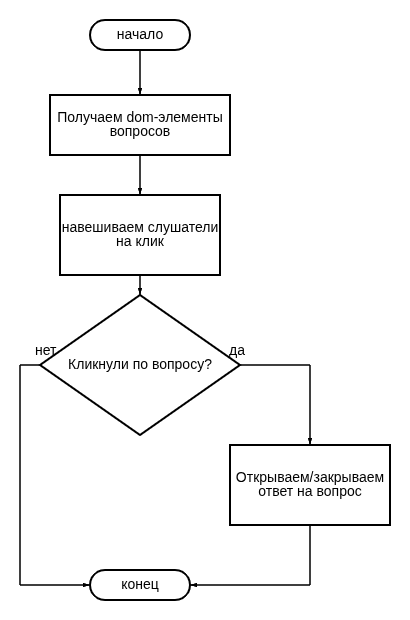 начало
Получаем dom-элементы
вопросов
навешиваем слушатели
на клик
нет
да
Кликнули по вопросу?
Открываем/закрываем
ответ на вопрос
конец